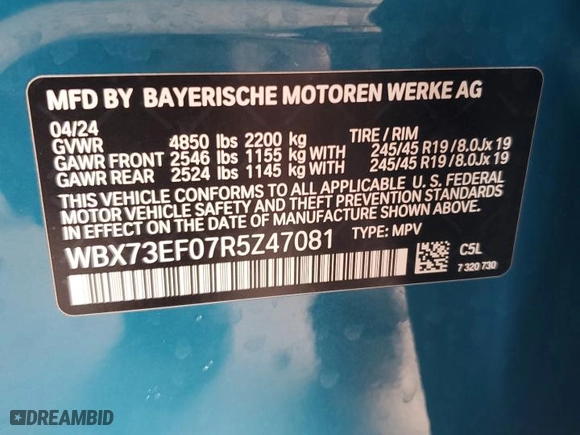 MFD BY BAYERISCHE MOTOREN WERKE AG
04/24
GVWR 4850 lbs 2200 kg TIRE / RIM
GAWR FRONT 2546 lbs 1155 kg WITH 245/45 R19 / 8.0Jx 19
GAWR REAR 2524 lbs 1145 kg WITH 245/45 R19 / 8.0Jx 19
THIS VEHICLE CONFORMS TO ALL APPLICABLE U. S. FEDERAL
MOTOR VEHICLE SAFETY AND THEFT PREVENTION STANDARDS
IN EFFECT ON THE DATE OF MANUFACTURE SHOWN ABOVE.
WBX73EF07R5Z47081 TYPE: MPV
C5L
7 320 730
DREAMBID